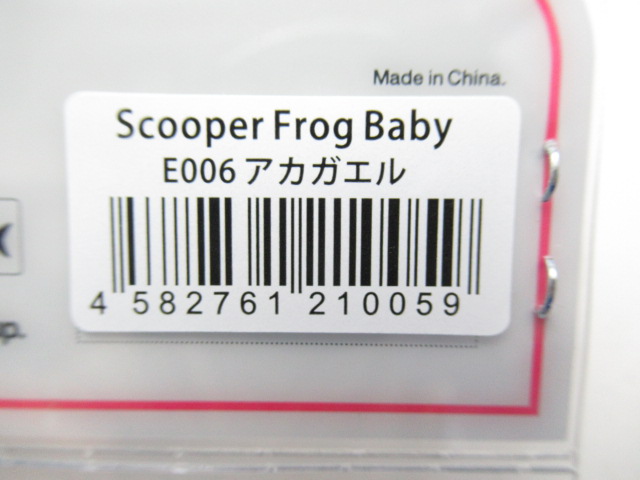 Made in China.
Scooper Frog Baby
E006 アカガエル
4 582761 210059